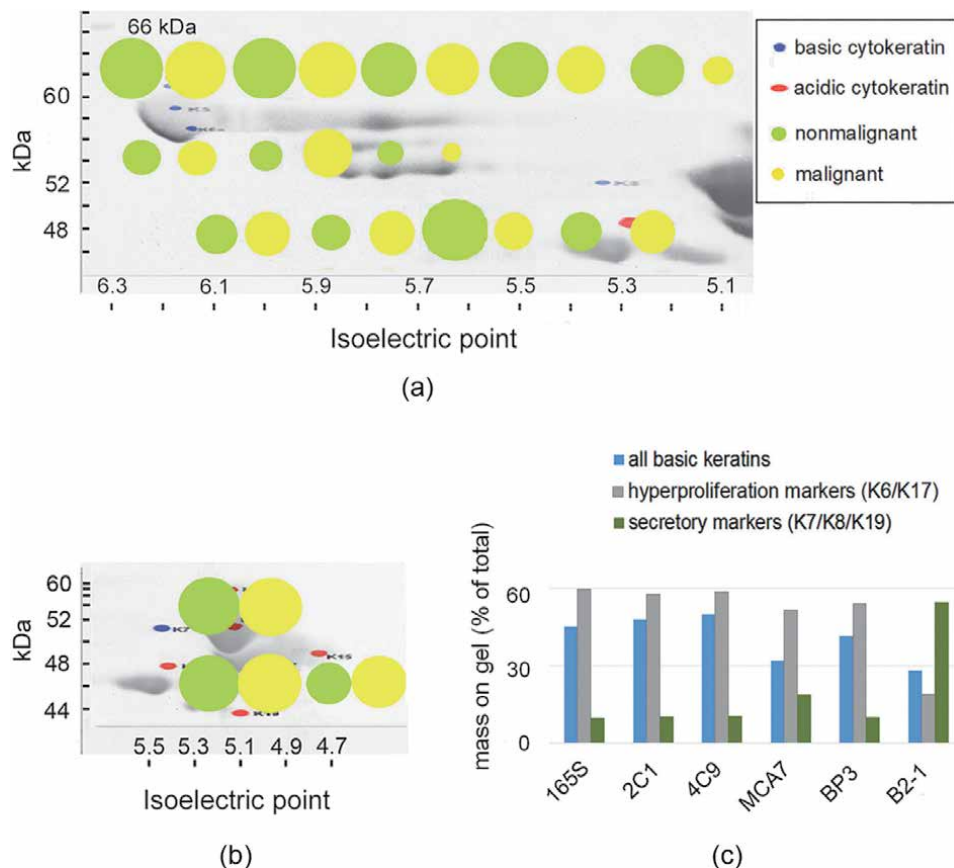 66 kDa
basic cytokeratin
acidic cytokeratin
nonmalignant
malignant
kDa
60
52
48
K5
6.3 6.1 5.9 5.7 5.5 5.3 5.1
Isoelectric point
(a)
kDa
60
52
48
44
K7
K15
K19
5.5 5.3 5.1 4.9 4.7
Isoelectric point
(b)
all basic keratins
hyperproliferation markers (K6/K17)
secretory markers (K7/K8/K19)
mass on gel (% of total)
60
30
0
165S 2C1 4C9 MCA7 BP3 B2-1
(c)